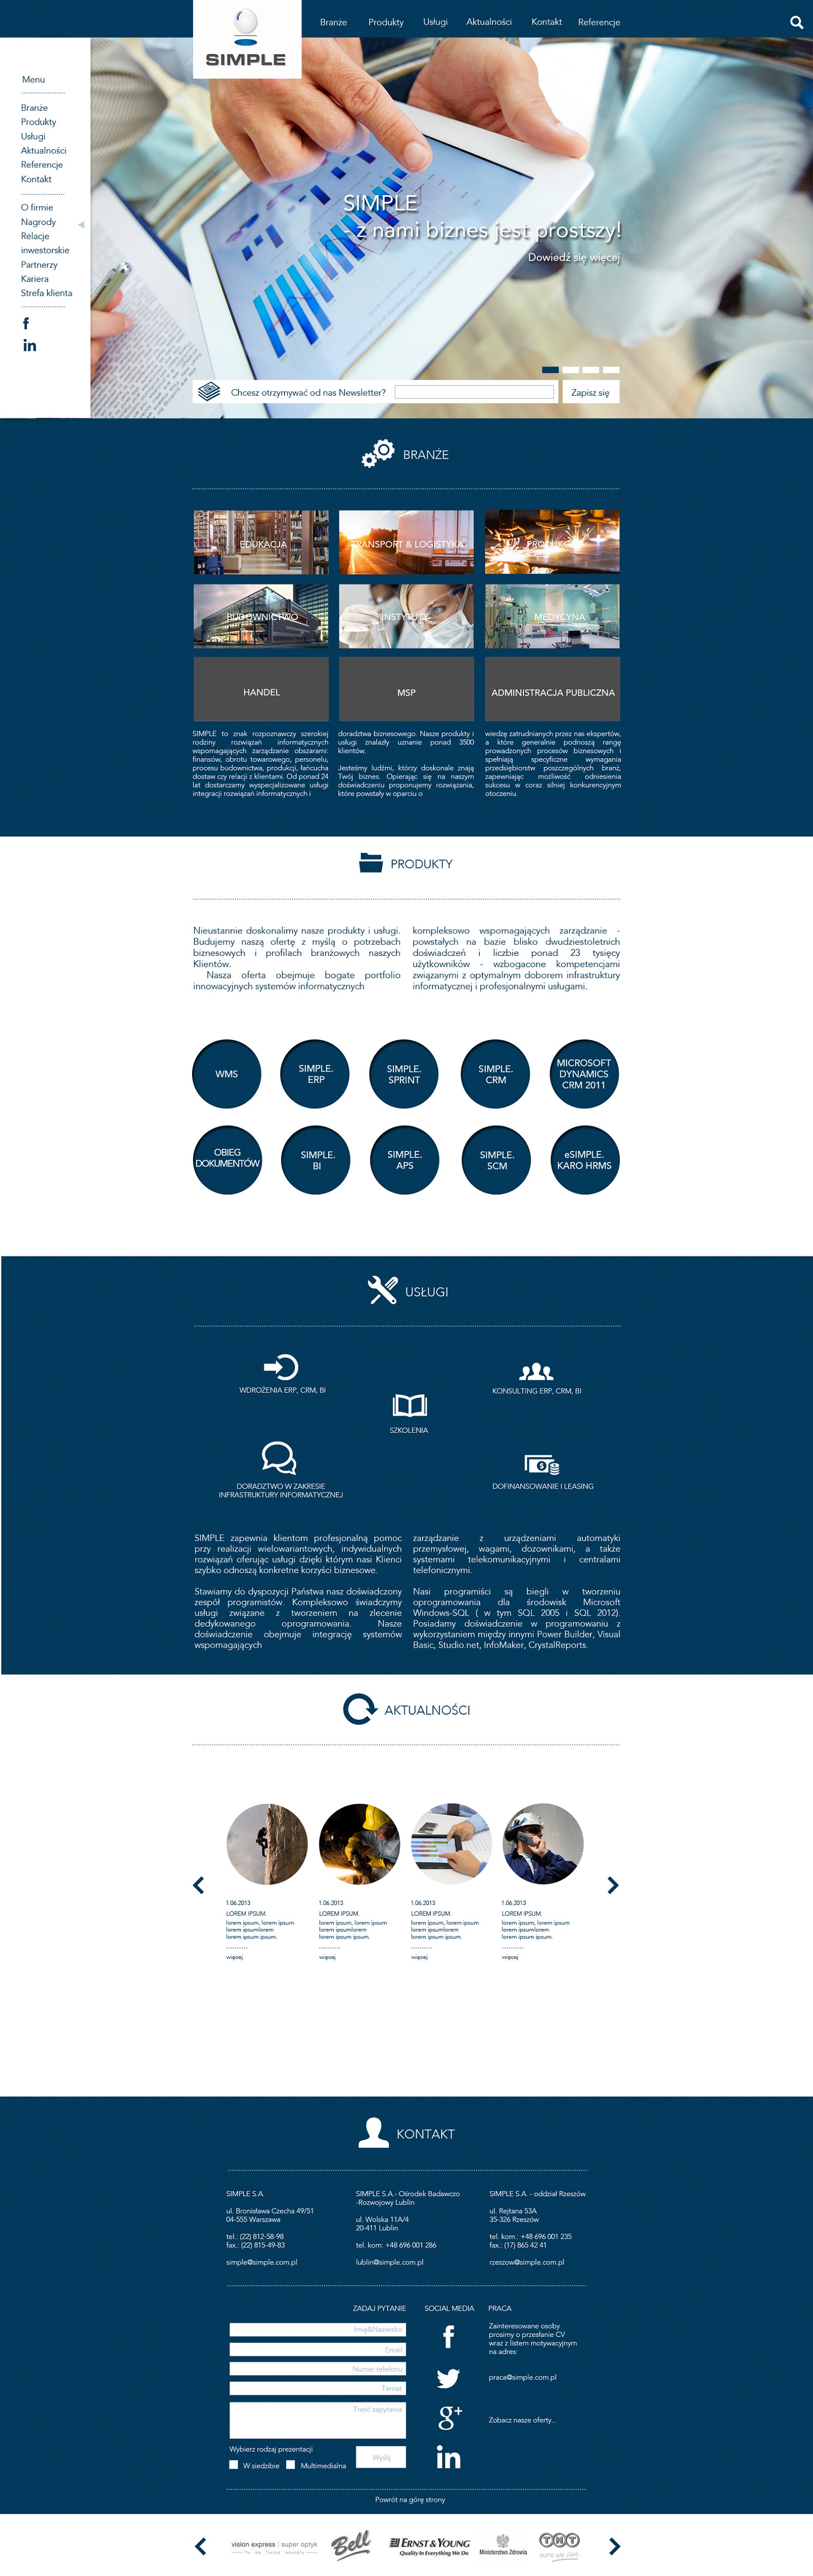 SIMPLE
Branże
Produkty
Usługi
Aktualności
Kontakt
Referencje
Menu
Branże
Produkty
Usługi
Aktualności
Referencje
Kontakt
O firmie
Nagrody
Relacje
inwestorskie
Partnerzy
Kariera
Strefa klienta
SIMPLE
- z nami biznes jest prostszy!
Dowiedź się więcej
Chcesz otrzymywać od nas Newsletter?
Zapisz się
BRANŻE
EDUKACJA
TRANSPORT & LOGISTYKA
BUDOWNICTWO
INSTYTUTY
MEDYCYNA
HANDEL
MSP
ADMINISTRACJA PUBLICZNA
SIMPLE to znak rozpoznawczy szerokiej
rodziny rozwiązań informatycznych
wspomagających zarządzanie obszarami:
finansów, obrotu towarowego, personelu,
procesu budownictwa, produkcji, łańcucha
dostaw czy relacji z klientami. Od ponad 24
lat dostarczamy wyspecjalizowane usługi
integracji rozwiązań informatycznych i
doradztwa biznesowego. Nasze produkty i
usługi znalazły uznanie ponad 3500
klientów.
Jesteśmy ludźmi, którzy doskonale znają
Twój biznes. Opierając się na naszym
doświadczeniu proponujemy rozwiązania,
które powstały w oparciu o
wiedzę zatrudnianych przez nas ekspertów,
a które generalnie podnoszą rangę
prowadzonych procesów biznesowych i
spełniają specyficzne wymagania
przedsiębiorstw poszczególnych branż,
zapewniając możliwość odniesienia
sukcesu w coraz silniej konkurencyjnym
otoczeniu.
PRODUKTY
Nieustannie doskonalimy nasze produkty i usługi.
Budujemy naszą ofertę z myślą o potrzebach
biznesowych i profilach branżowych naszych
Klientów.
Nasza oferta obejmuje bogate portfolio
innowacyjnych systemów informatycznych
kompleksowo wspomagających zarządzanie -
powstałych na bazie blisko dwudziestoletnich
doświadczeń i liczbie ponad 23 tysięcy
użytkowników - wzbogacone kompetencjami
związanymi z optymalnym doborem infrastruktury
informatycznej i profesjonalnymi usługami.
WMS
SIMPLE.
ERP
SIMPLE.
SPRINT
SIMPLE.
CRM
MICROSOFT
DYNAMICS
CRM 2011
OBIEG
DOKUMENTÓW
SIMPLE.
BI
SIMPLE.
APS
SIMPLE.
SCM
eSIMPLE.
KARO HRMS
USŁUGI
WDROŻENIA ERP, CRM, BI
KONSULTING ERP, CRM, BI
SZKOLENIA
DORADZTWO W ZAKRESIE
INFRASTRUKTURY INFORMATYCZNEJ
DOFINANSOWANIE I LEASING
SIMPLE zapewnia klientom profesjonalną pomoc
przy realizacji wielowariantowych, indywidualnych
rozwiązań oferując usługi dzięki którym nasi Klienci
szybko odnoszą konkretne korzyści biznesowe.
Stawiamy do dyspozycji Państwa nasz doświadczony
zespół programistów. Kompleksowo świadczymy
usługi związane z tworzeniem na zlecenie
dedykowanego oprogramowania. Nasze
doświadczenie obejmuje integrację systemów
wspomagających
zarządzanie z urządzeniami automatyki
przemysłowej, wagami, dozownikami, a także
systemami telekomunikacyjnymi i centralami
telefonicznymi.
Nasi programiści są biegli w tworzeniu
oprogramowania dla środowisk Microsoft
Windows-SQL ( w tym SQL 2005 i SQL 2012).
Posiadamy doświadczenie w programowaniu z
wykorzystaniem między innymi Power Builder, Visual
Basic, Studio.net, InfoMaker, CrystalReports.
AKTUALNOŚCI
1.06.2013
LOREM IPSUM.
lorem ipsum, lorem ipsum
lorem ipsumlorem
lorem ipsum ipsum.
więcej
1.06.2013
LOREM IPSUM.
lorem ipsum, lorem ipsum
lorem ipsumlorem
lorem ipsum ipsum.
więcej
1.06.2013
LOREM IPSUM.
lorem ipsum, lorem ipsum
lorem ipsumlorem
lorem ipsum ipsum.
więcej
1.06.2013
LOREM IPSUM.
lorem ipsum, lorem ipsum
lorem ipsumlorem
lorem ipsum ipsum.
więcej
KONTAKT
SIMPLE S.A.
ul. Bronisława Czecha 49/51
04-555 Warszawa
tel.: (22) 812-58-98
fax.: (22) 815-49-83
simple@simple.com.pl
SIMPLE S.A.- Ośrodek Badawczo
-Rozwojowy Lublin
ul. Wolska 11A/4
20-411 Lublin
tel. kom: +48 696 001 286
lublin@simple.com.pl
SIMPLE S.A. - oddział Rzeszów
ul. Rejtana 53A
35-326 Rzeszów
tel. kom.: +48 696 001 235
fax.: (17) 865 42 41
rzeszow@simple.com.pl
ZADAJ PYTANIE
Imię&Nazwisko
Email
Numer telefonu
Temat
Treść zapytania
Wybierz rodzaj prezentacji
W siedzibie
Multimedialna
Wyślij
SOCIAL MEDIA
PRACA
Zainteresowane osoby
prosimy o przesłanie CV
wraz z listem motywacyjnym
na adres:
praca@simple.com.pl
Zobacz nasze oferty...
Powrót na górę strony
vision express | super optyk
Bell
ERNST & YOUNG
Quality In Everything We Do
Ministerstwo Zdrowia
TNT
sure we can